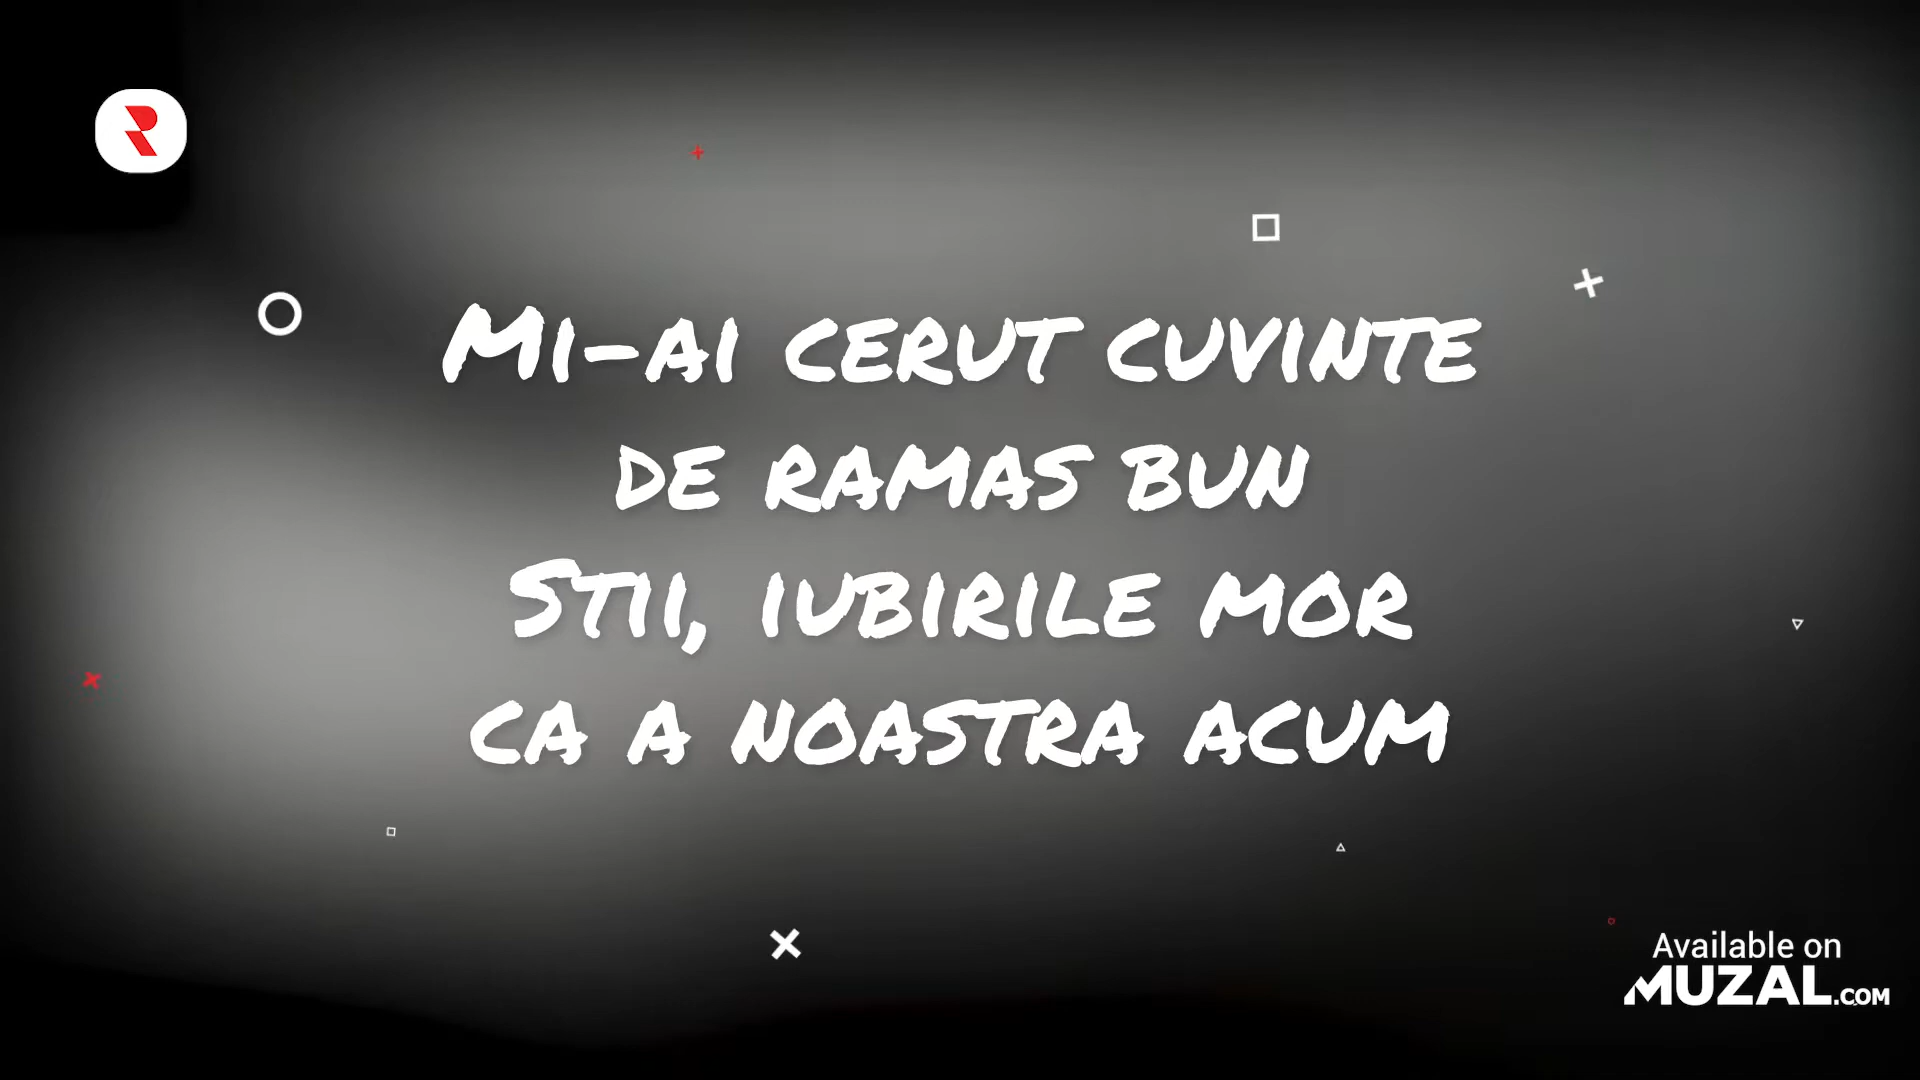 R
Mi-ai cerut cuvinte
de ramas bun
Stii, iubirile mor
ca a noastra acum
Available on
MUZAL.COM